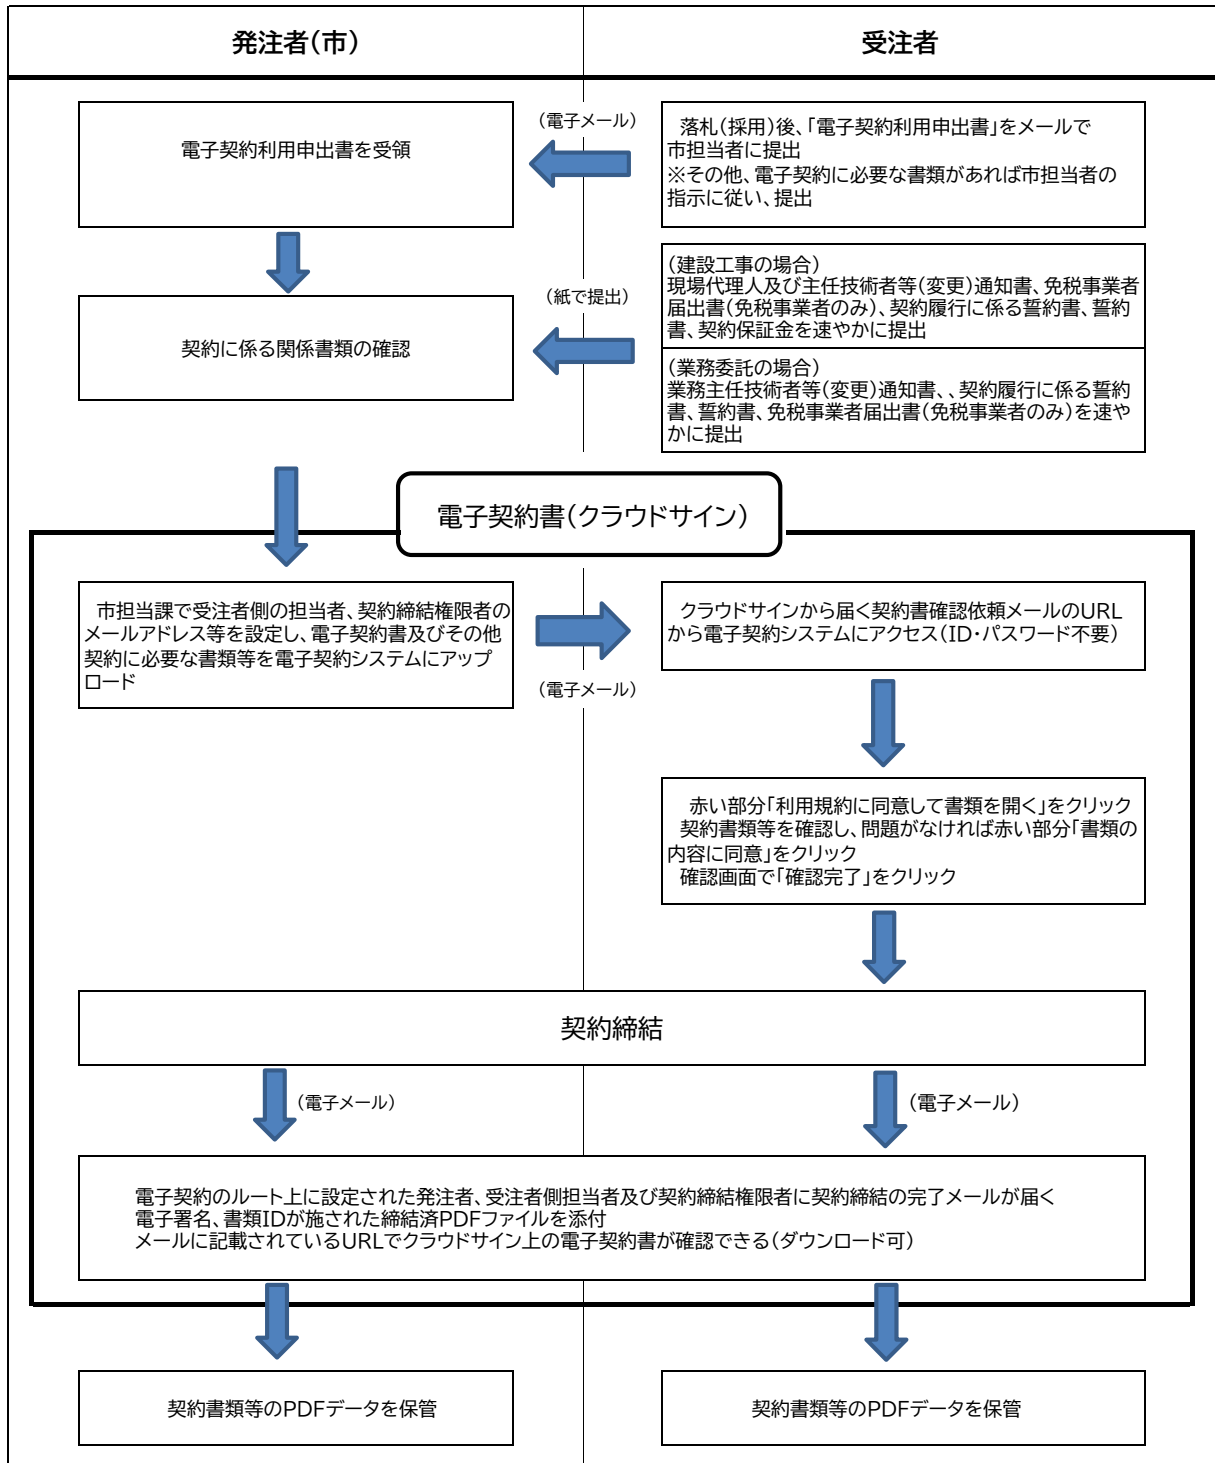 発注者(市)
受注者
電子契約利用申出書を受領
(電子メール)
落札(採用)後、「電子契約利用申出書」をメールで
市担当者に提出
※その他、電子契約に必要な書類があれば市担当者の
指示に従い、提出
契約に係る関係書類の確認
(紙で提出)
(建設工事の場合)
現場代理人及び主任技術者等(変更)通知書、免税事業者
届出書(免税事業者のみ)、契約履行に係る誓約書、誓約
書、契約保証金を速やかに提出
(業務委託の場合)
業務主任技術者等(変更)通知書、、契約履行に係る誓約
書、誓約書、免税事業者届出書(免税事業者のみ)を速や
かに提出
電子契約書(クラウドサイン)
市担当課で受注者側の担当者、契約締結権限者の
メールアドレス等を設定し、電子契約書及びその他
契約に必要な書類等を電子契約システムにアップ
ロード
(電子メール)
クラウドサインから届く契約書確認依頼メールのURL
から電子契約システムにアクセス(ID・パスワード不要)
赤い部分「利用規約に同意して書類を開く」をクリック
契約書類等を確認し、問題がなければ赤い部分「書類の
内容に同意」をクリック
確認画面で「確認完了」をクリック
契約締結
(電子メール)
(電子メール)
電子契約のルート上に設定された発注者、受注者側担当者及び契約締結権限者に契約締結の完了メールが届く
電子署名、書類IDが施された締結済PDFファイルを添付
メールに記載されているURLでクラウドサイン上の電子契約書が確認できる(ダウンロード可)
契約書類等のPDFデータを保管
契約書類等のPDFデータを保管